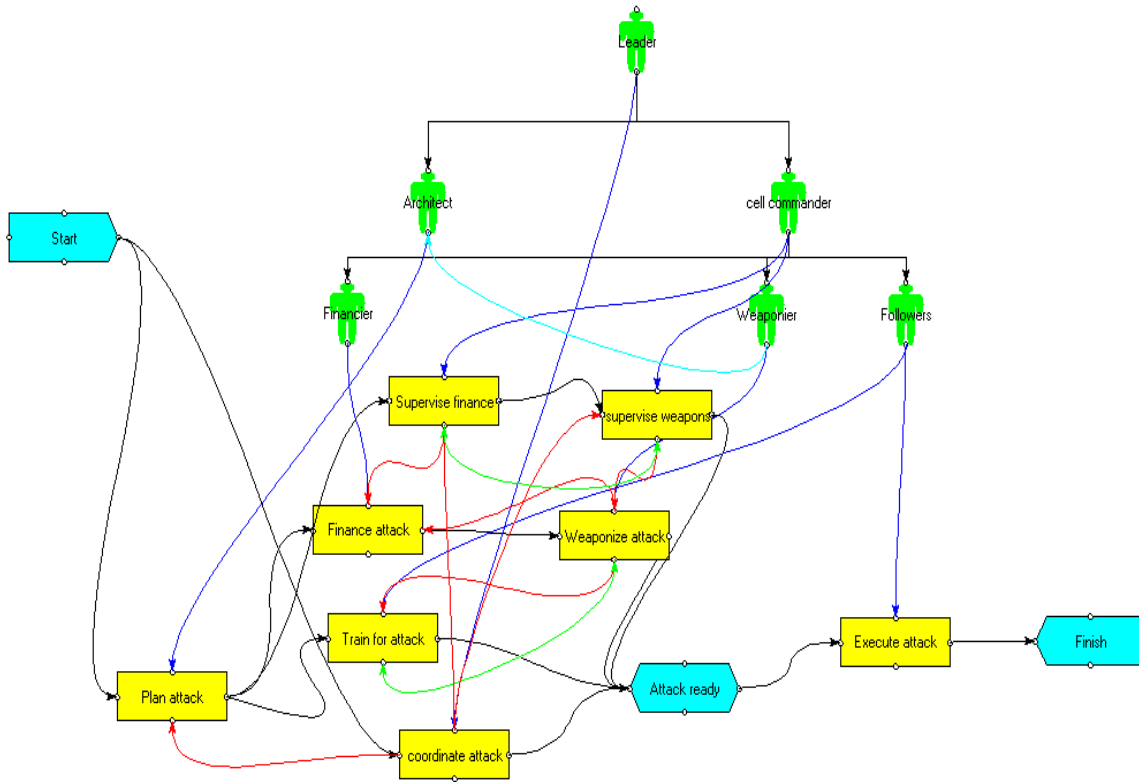 Leader
Architect
cell commander
Start
Financier
Weaponier
Followers
Supervise finance
supervise weapons
Finance attack
Weaponize attack
Train for attack
Execute attack
Finish
Plan attack
Attack ready
coordinate attack